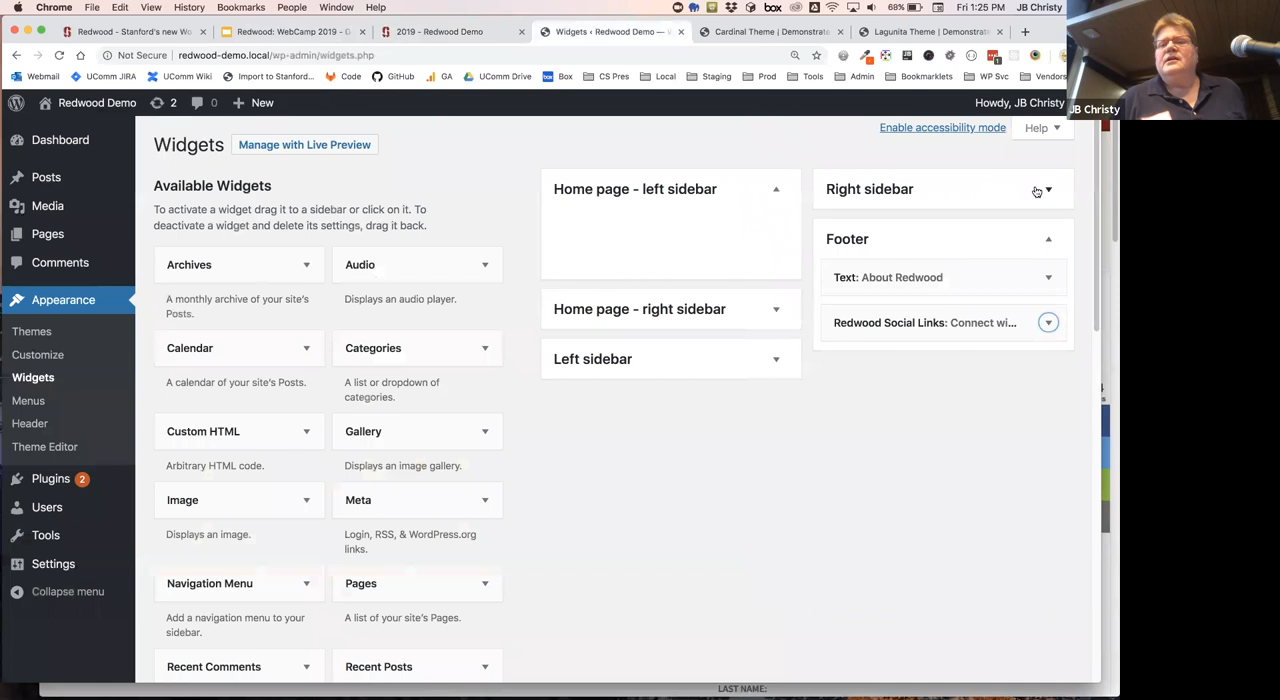 Chrome File Edit View History Bookmarks People Window Help box 68% Fri 1:25 PM JB Christy
Redwood - Stanford's new Wo
Redwood: WebCamp 2019 - G
2019 - Redwood Demo
Widgets ‹ Redwood Demo —
Cardinal Theme | Demonstrate
Lagunita Theme | Demonstrat
Not Secure redwood-demo.local/wp-admin/widgets.php
Webmail UComm JIRA UComm Wiki Import to Stanford... Code GitHub GA UComm Drive Box CS Pres Local Staging Prod Tools Admin Bookmarklets WP Svc Vendors
JB Christy
Redwood Demo 2 0 New Howdy, JB Christy
Enable accessibility mode Help
Dashboard
Posts
Media
Pages
Comments
Appearance
Themes
Customize
Widgets
Menus
Header
Theme Editor
Plugins 2
Users
Tools
Settings
Collapse menu
Widgets Manage with Live Preview
Available Widgets
To activate a widget drag it to a sidebar or click on it. To
deactivate a widget and delete its settings, drag it back.
Archives
A monthly archive of your site's
Posts.
Audio
Displays an audio player.
Calendar
A calendar of your site's Posts.
Categories
A list or dropdown of
categories.
Custom HTML
Arbitrary HTML code.
Gallery
Displays an image gallery.
Image
Displays an image.
Meta
Login, RSS, & WordPress.org
links.
Navigation Menu
Add a navigation menu to your
sidebar.
Pages
A list of your site's Pages.
Recent Comments
Recent Posts
Home page - left sidebar
Home page - right sidebar
Left sidebar
Right sidebar
Footer
Text: About Redwood
Redwood Social Links: Connect wi...
LAST NAME: